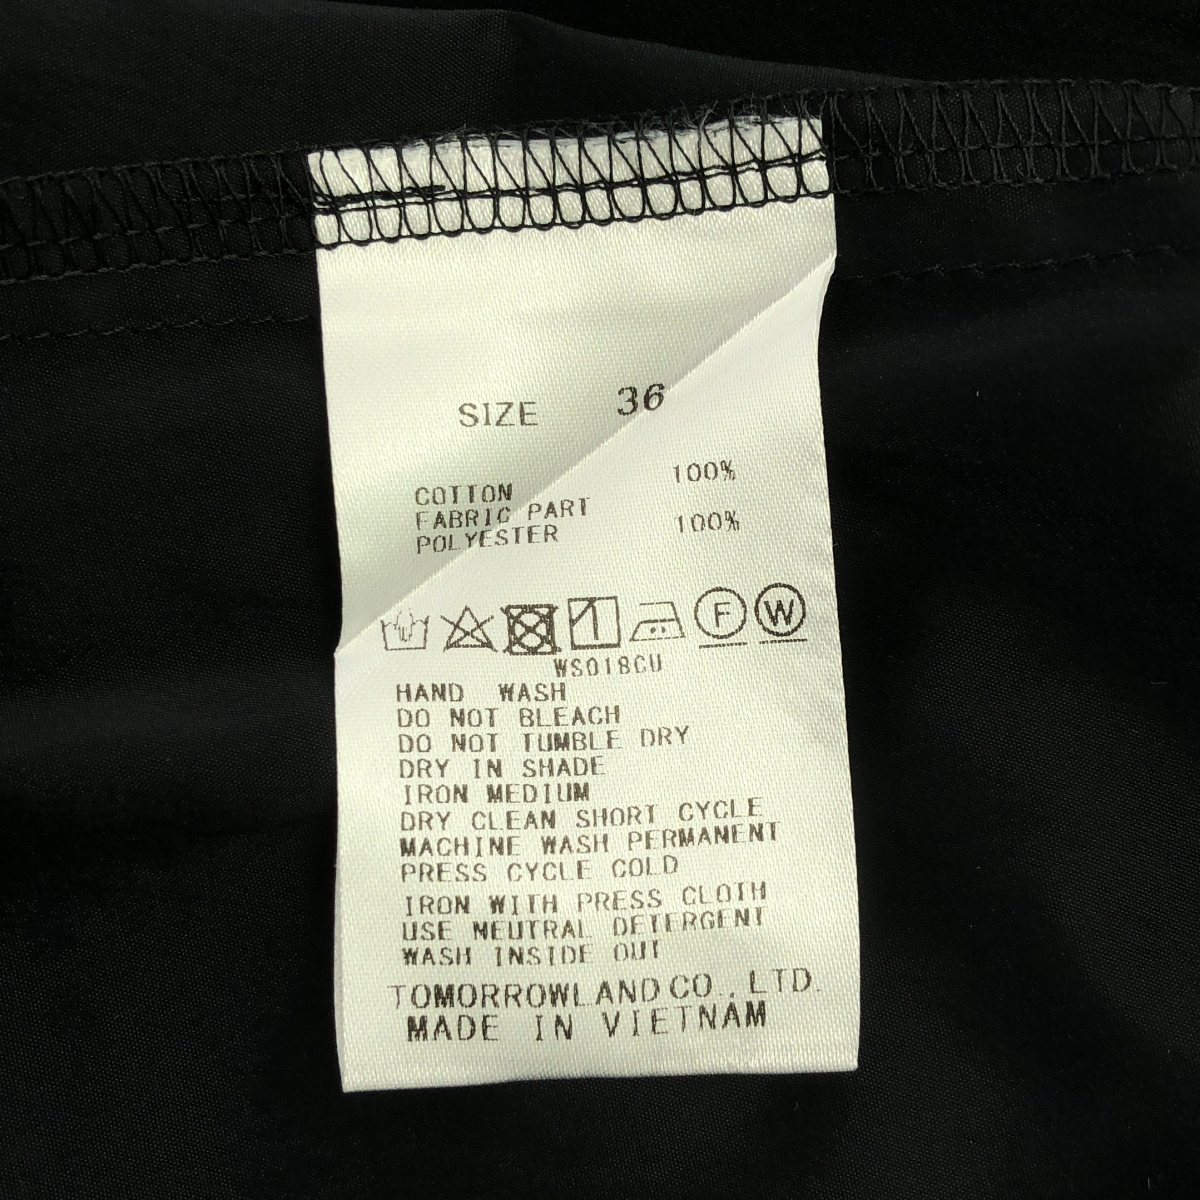 SIZE 36
COTTON 100%
FABRIC PART
POLYESTER 100%
F W
WS018CU
HAND WASH
DO NOT BLEACH
DO NOT TUMBLE DRY
DRY IN SHADE
IRON MEDIUM
DRY CLEAN SHORT CYCLE
MACHINE WASH PERMANENT
PRESS CYCLE COLD
IRON WITH PRESS CLOTH
USE NEUTRAL DETERGENT
WASH INSIDE OUT
TOMORROWLAND CO., LTD.
MADE IN VIETNAM